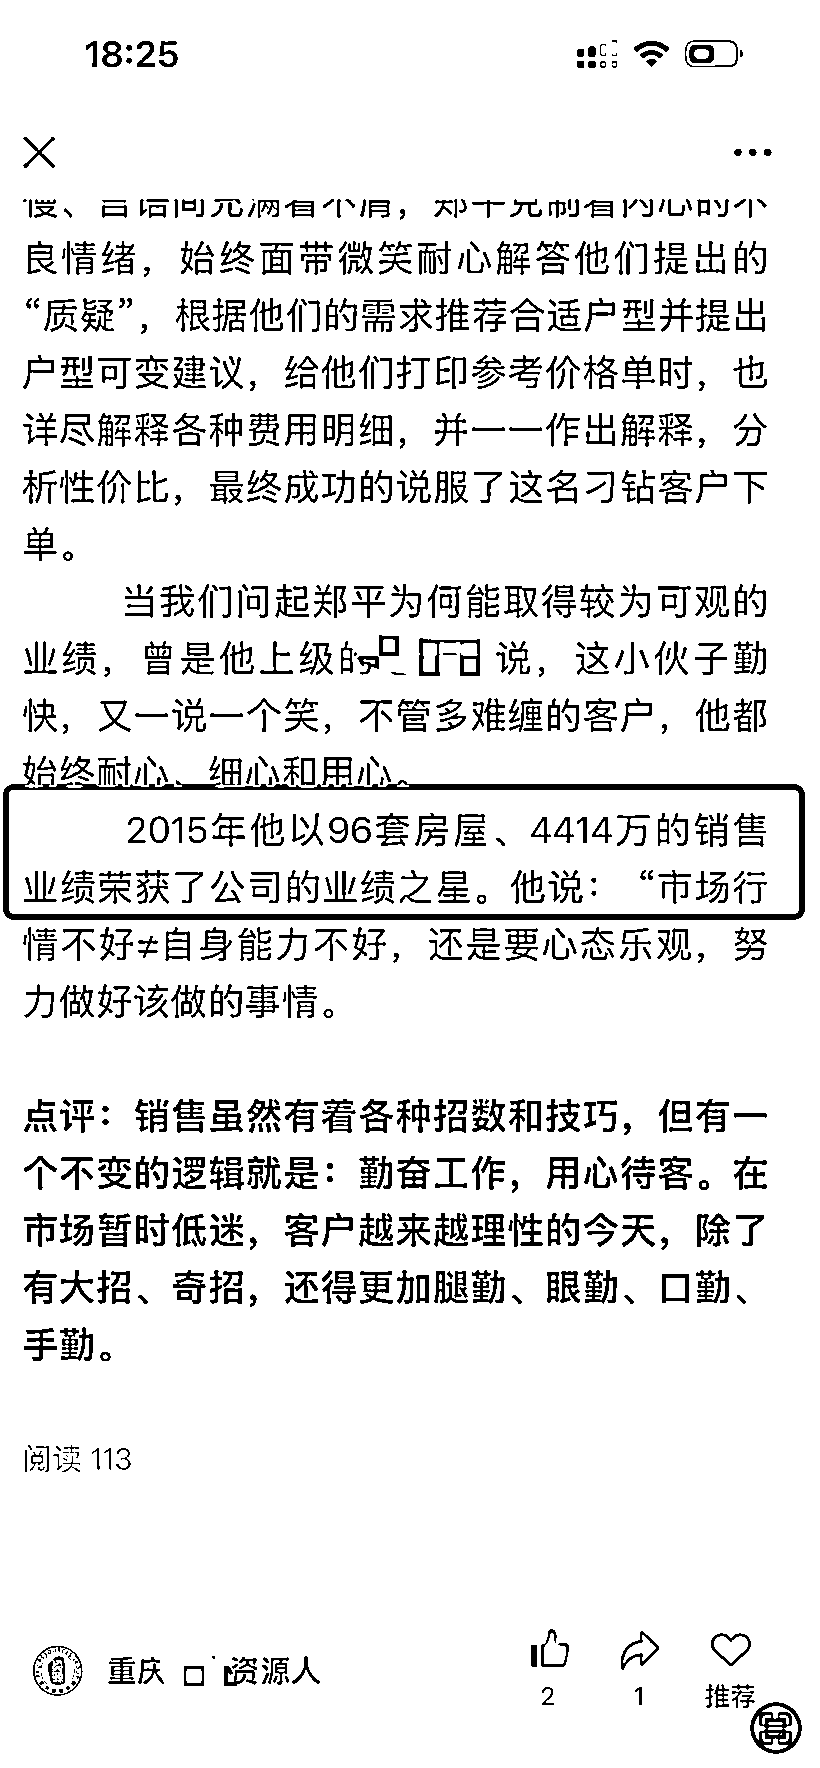 18:25
良情绪，始终面带微笑耐心解答他们提出的
“质疑”，根据他们的需求推荐合适户型并提出
户型可变建议，给他们打印参考价格单时，也
详尽解释各种费用明细，并一一作出解释，分
析性价比，最终成功的说服了这名刁钻客户下
单。
当我们问起郑平为何能取得较为可观的
业绩，曾是他上级的 说，这小伙子勤
快，又一说一个笑，不管多难缠的客户，他都
始终耐心、细心和用心。
2015年他以96套房屋、4414万的销售
业绩荣获了公司的业绩之星。他说：“市场行
情不好≠自身能力不好，还是要心态乐观，努
力做好该做的事情。
点评：销售虽然有着各种招数和技巧，但有一
个不变的逻辑就是：勤奋工作，用心待客。在
市场暂时低迷，客户越来越理性的今天，除了
有大招、奇招，还得更加腿勤、眼勤、口勤、
手勤。
阅读 113
重庆 资源人
2
1
推荐